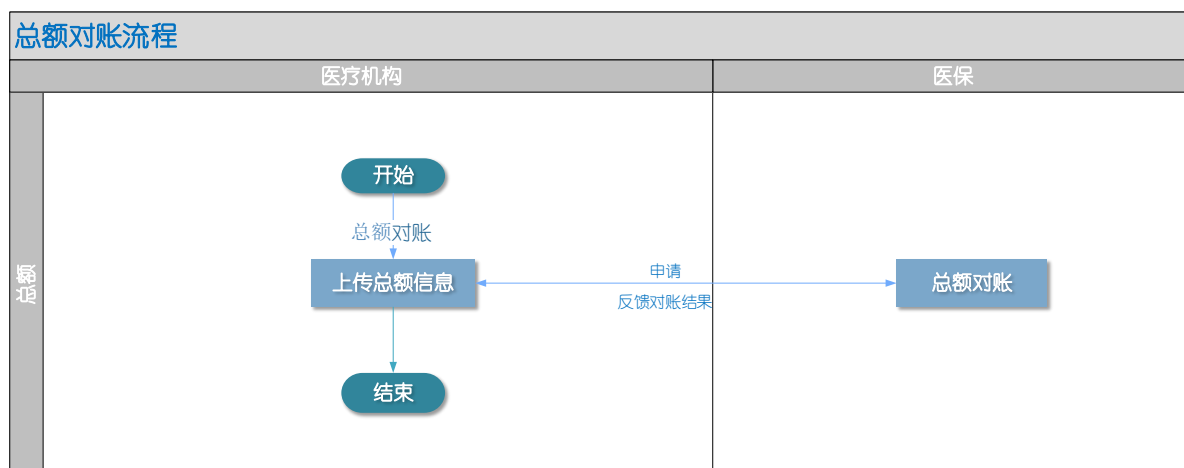 总额对账流程
医疗机构
医保
总额
开始
总额对账
上传总额信息
申请
反馈对账结果
总额对账
结束